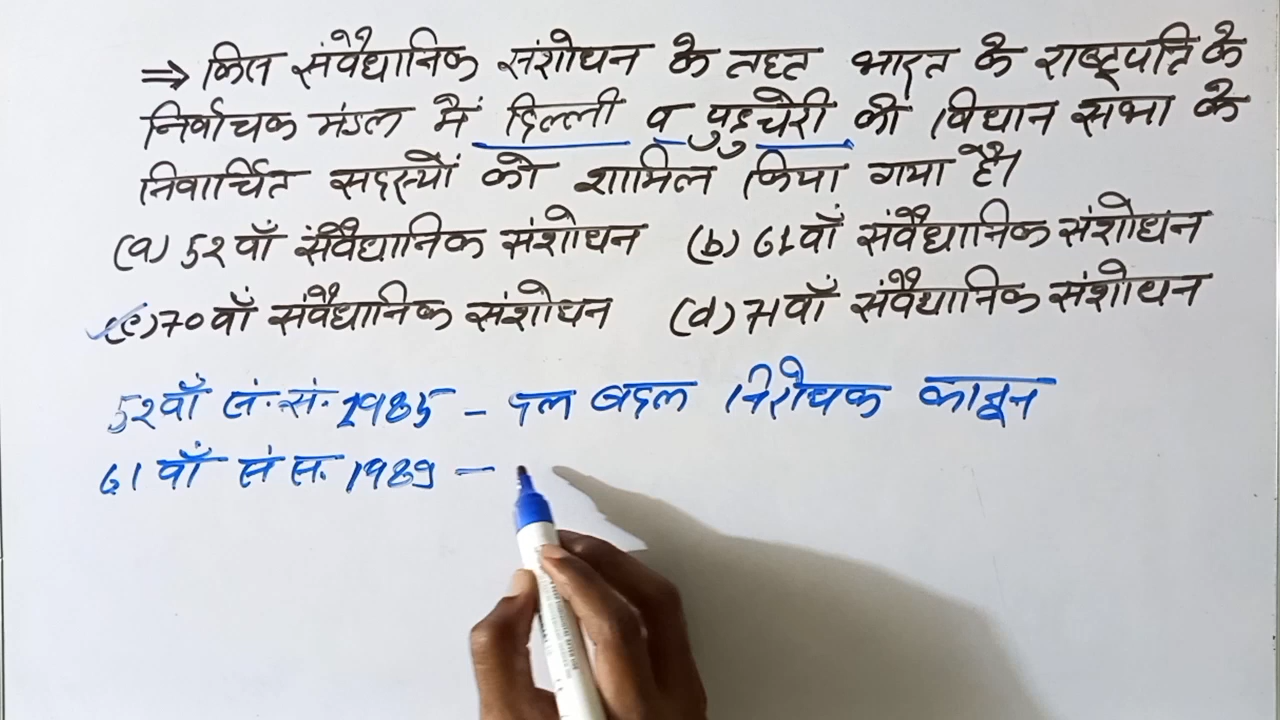 ⇒ किस संवैधानिक संशोधन के तहत भारत के राष्ट्रपति के
निर्वाचक मंडल में दिल्ली व पुडुचेरी की विधान सभा के
निवार्चित सदस्यों को शामिल किया गया है।
(a) 52 वाँ संवैधानिक संशोधन (b) 61 वाँ संवैधानिक संशोधन
(c) 70 वाँ संवैधानिक संशोधन (d) 71 वाँ संवैधानिक संशोधन
52 वाँ सं. सं. 1985 - दल बदल विरोधक कानून
61 वाँ सं स. 1989 -